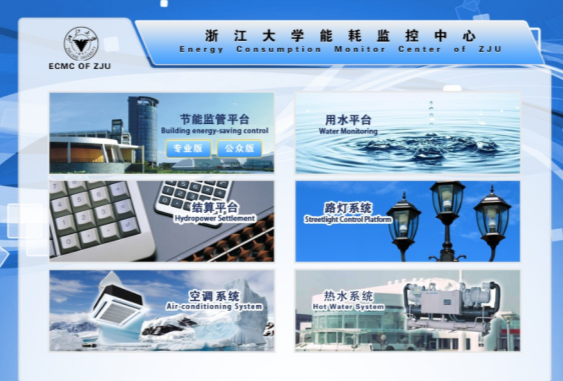 浙江大学能耗监控中心
Energy Consumption Monitor Center of ZJU
ECMC OF ZJU
节能监管平台
Building energy-saving control
专业版 公众版
用水平台
Water Monitoring
结算平台
Hydropower Settlement
路灯系统
Streetlight Control Platform
空调系统
Air-conditioning System
热水系统
Hot Water System